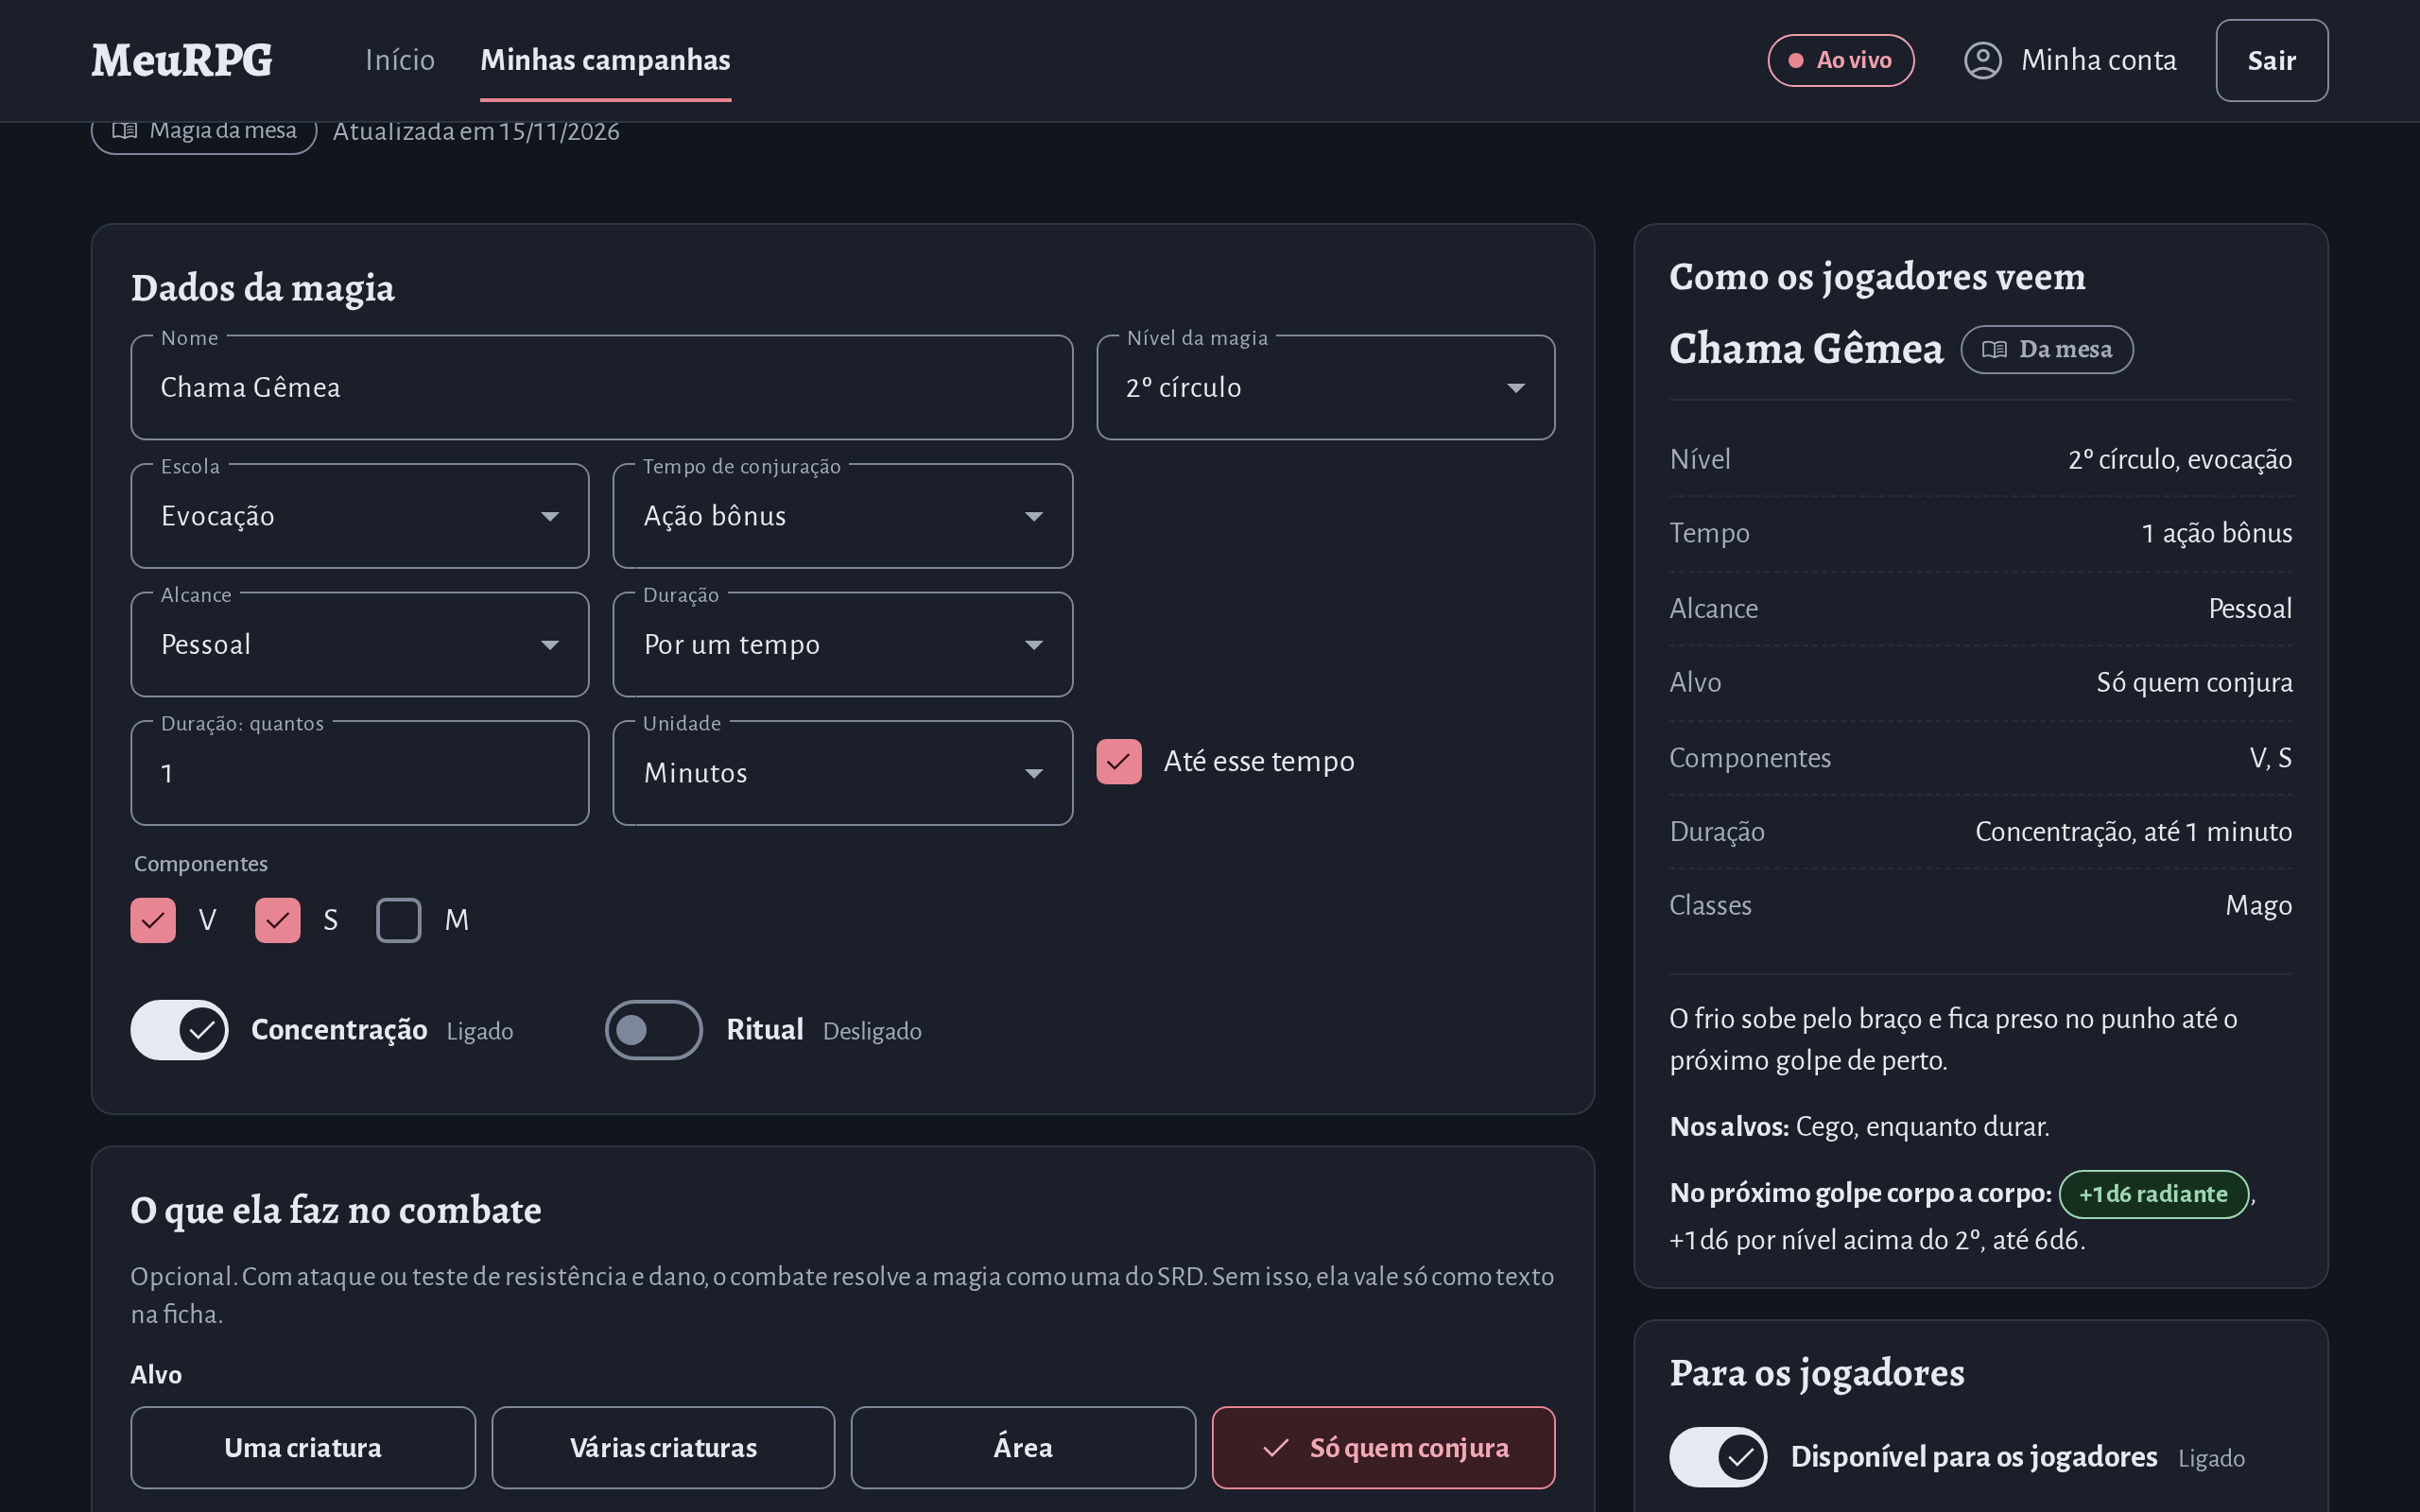 MeuRPG
Início
Minhas campanhas
Ao vivo
Minha conta
Sair
Magia da mesa
Atualizada em 15/11/2026
Dados da magia
Nome
Chama Gêmea
Nível da magia
2º círculo
Escola
Evocação
Tempo de conjuração
Ação bônus
Alcance
Pessoal
Duração
Por um tempo
Duração: quantos
1
Unidade
Minutos
Até esse tempo
Componentes
V
S
M
Concentração Ligado
Ritual Desligado
O que ela faz no combate
Opcional. Com ataque ou teste de resistência e dano, o combate resolve a magia como uma do SRD. Sem isso, ela vale só como texto
na ficha.
Alvo
Uma criatura
Várias criaturas
Área
Só quem conjura
Como os jogadores veem
Chama Gêmea
Da mesa
Nível 2º círculo, evocação
Tempo 1 ação bônus
Alcance Pessoal
Alvo Só quem conjura
Componentes V, S
Duração Concentração, até 1 minuto
Classes Mago
O frio sobe pelo braço e fica preso no punho até o
próximo golpe de perto.
Nos alvos: Cego, enquanto durar.
No próximo golpe corpo a corpo: +1d6 radiante,
+1d6 por nível acima do 2º, até 6d6.
Para os jogadores
Disponível para os jogadores Ligado